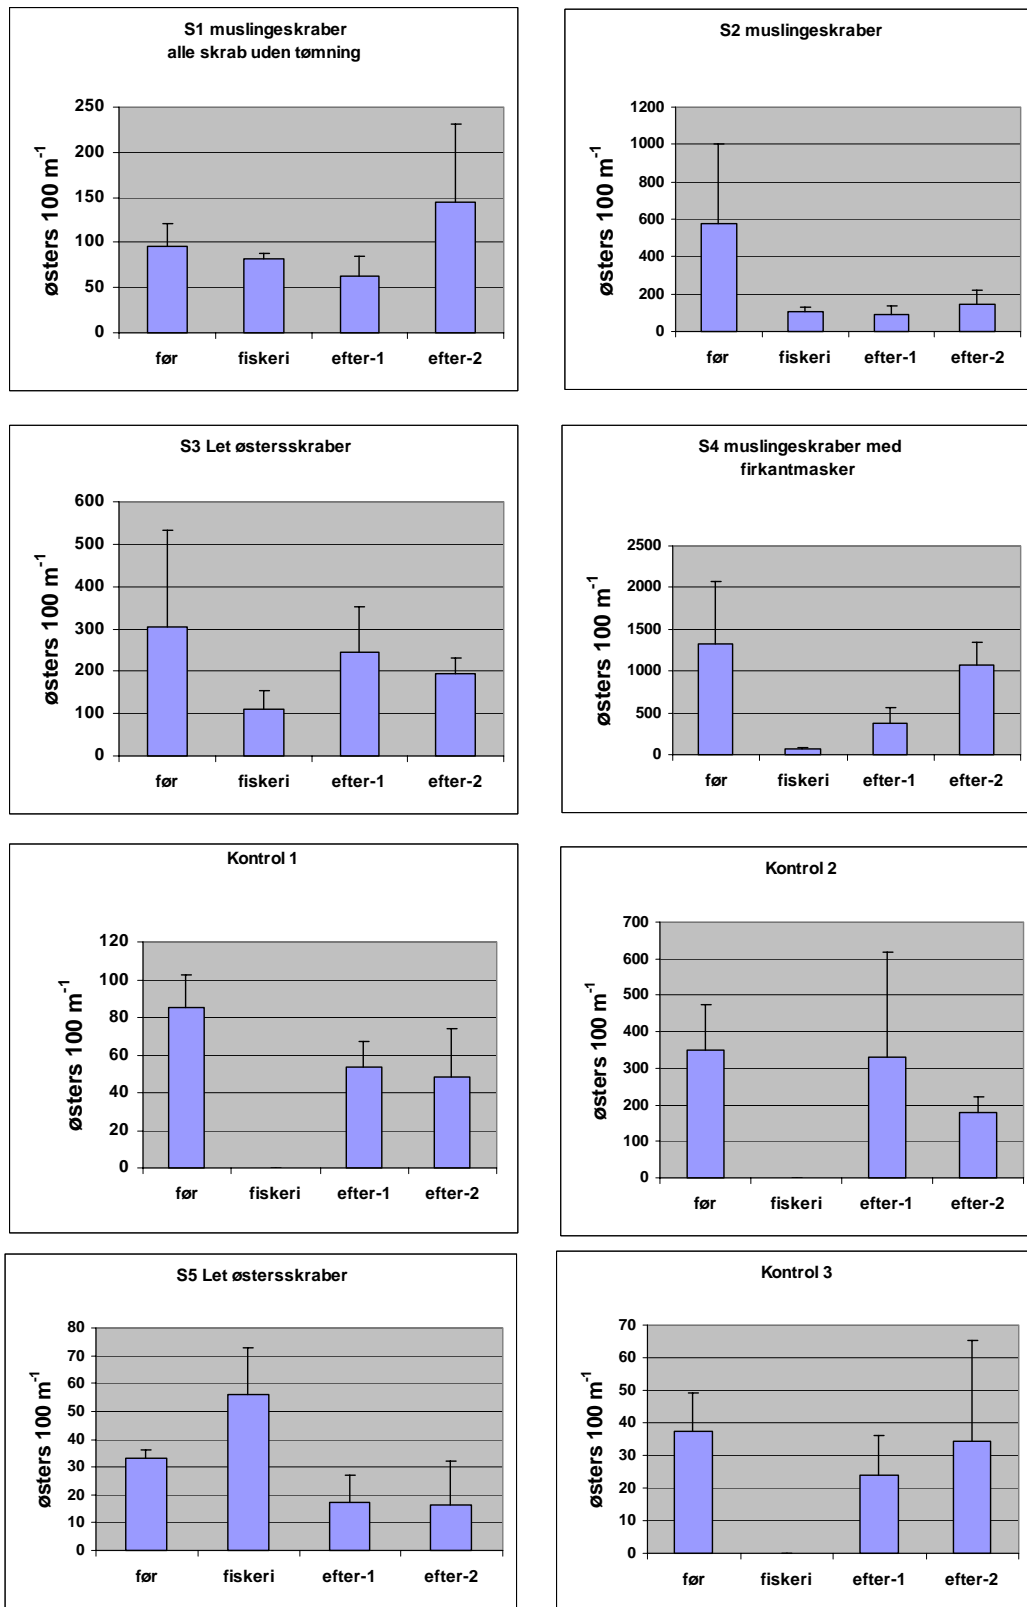 S1 muslingeskraber
alle skrab uden tømning
250
200
150
100
50
0
østers 100 m⁻¹
før fiskeri efter-1 efter-2
S2 muslingeskraber
1200
1000
800
600
400
200
0
østers 100 m⁻¹
før fiskeri efter-1 efter-2
S3 Let østersskraber
600
500
400
300
200
100
0
østers 100 m⁻¹
før fiskeri efter-1 efter-2
S4 muslingeskraber med
firkantmasker
2500
2000
1500
1000
500
0
østers 100 m⁻¹
før fiskeri efter-1 efter-2
Kontrol 1
120
100
80
60
40
20
0
østers 100 m⁻¹
før fiskeri efter-1 efter-2
Kontrol 2
700
600
500
400
300
200
100
0
østers 100 m⁻¹
før fiskeri efter-1 efter-2
S5 Let østersskraber
80
70
60
50
40
30
20
10
0
østers 100 m⁻¹
før fiskeri efter-1 efter-2
Kontrol 3
70
60
50
40
30
20
10
0
østers 100 m⁻¹
før fiskeri efter-1 efter-2